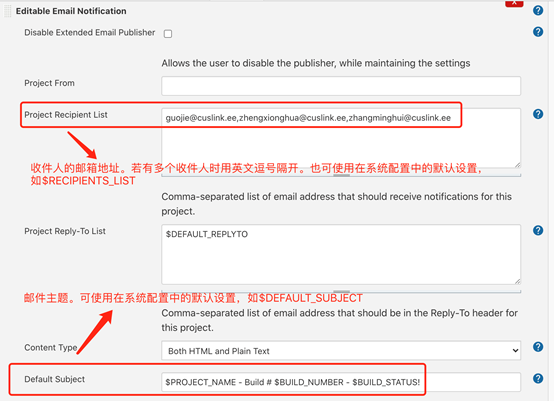 X
Editable Email Notification
Disable Extended Email Publisher
Allows the user to disable the publisher, while maintaining the settings
Project From
Project Recipient List
guojie@cuslink.ee,zhengxionghua@cuslink.ee,zhangminghui@cuslink.ee
收件人的邮箱地址。若有多个收件人时用英文逗号隔开。也可使用在系统配置中的默认设置，
如$RECIPIENTS_LIST
Comma-separated list of email address that should receive notifications for this
project.
Project Reply-To List
$DEFAULT_REPLYTO
邮件主题。可使用在系统配置中的默认设置，如$DEFAULT_SUBJECT
Comma-separated list of email address that should be in the Reply-To header for
this project.
Content Type
Both HTML and Plain Text
Default Subject
$PROJECT_NAME - Build # $BUILD_NUMBER - $BUILD_STATUS!